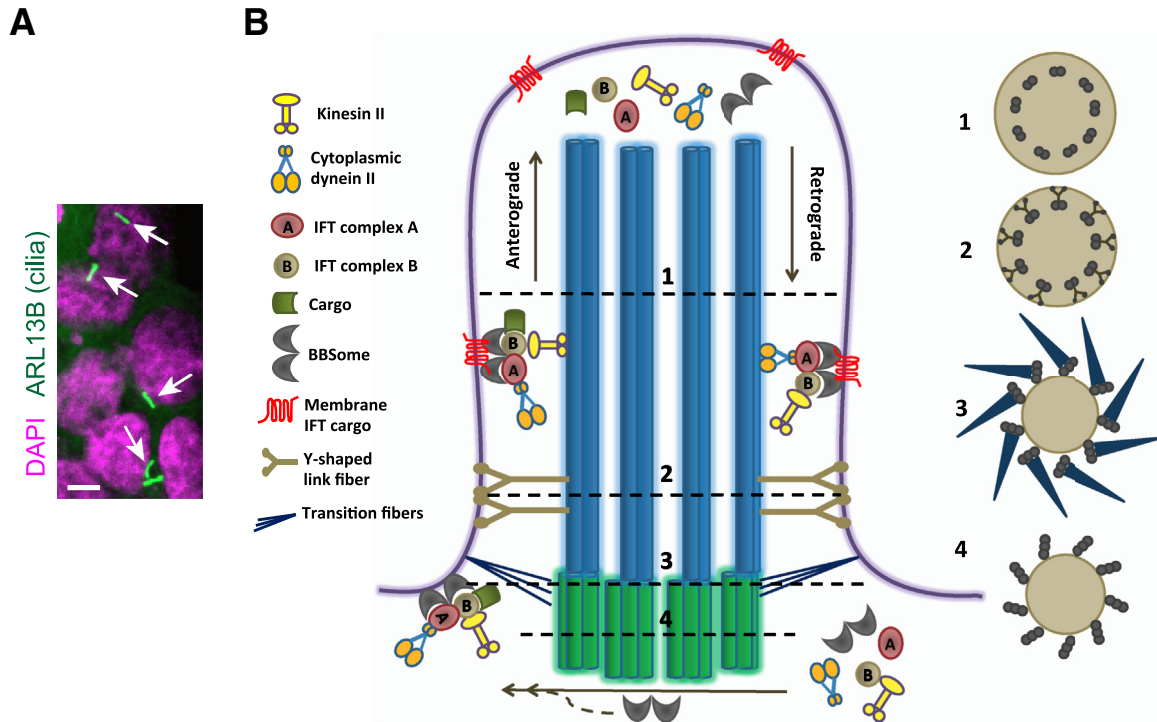 A
B
DAPI ARL13B (cilia)
Kinesin II
Cytoplasmic
dynein II
A
IFT complex A
B
IFT complex B
Cargo
BBSome
Membrane
IFT cargo
Y-shaped
link fiber
Transition fibers
B
A
Anterograde
Retrograde
1
B
A
A
B
2
3
B
A
4
A
B
1
2
3
4